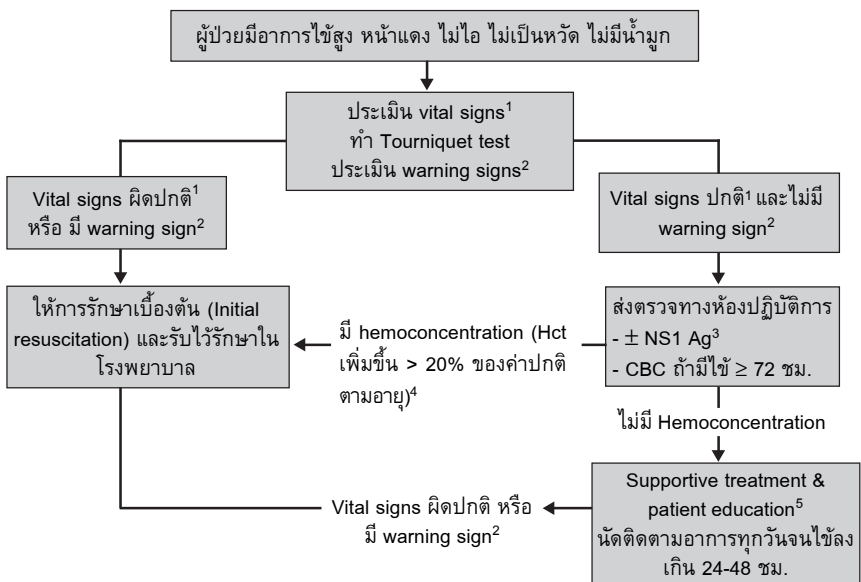 ผู้ป่วยมีอาการไข้สูง หน้าแดง ไม่ไอ ไม่เป็นหวัด ไม่มีน้ำมูก
ประเมิน vital signs¹
ทำ Tourniquet test
ประเมิน warning signs²
Vital signs ผิดปกติ¹
หรือ มี warning sign²
Vital signs ปกติ¹ และไม่มี
warning sign²
ให้การรักษาเบื้องต้น (Initial
resuscitation) และรับไว้รักษาใน
โรงพยาบาล
มี hemoconcentration (Hct
เพิ่มขึ้น > 20% ของค่าปกติ
ตามอายุ)⁴
ส่งตรวจทางห้องปฏิบัติการ
- ± NS1 Ag³
- CBC ถ้ามีไข้ ≥ 72 ชม.
ไม่มี Hemoconcentration
Supportive treatment &
patient education⁵
นัดติดตามอาการทุกวันจนไข้ลง
เกิน 24-48 ชม.
Vital signs ผิดปกติ หรือ
มี warning sign²